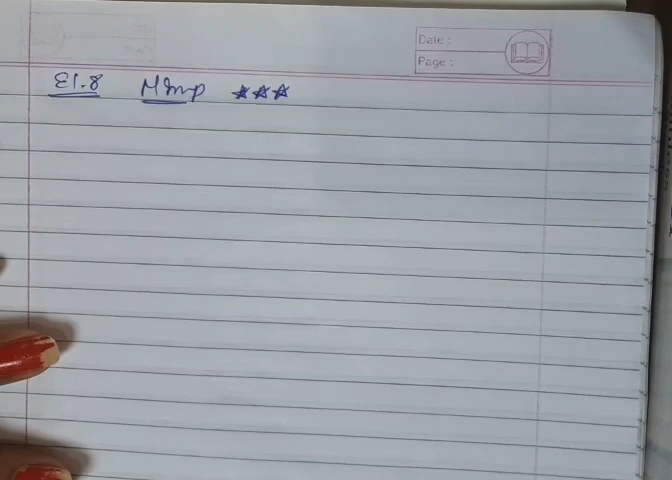 Date :
Page :
E1.8 MImp ★★★